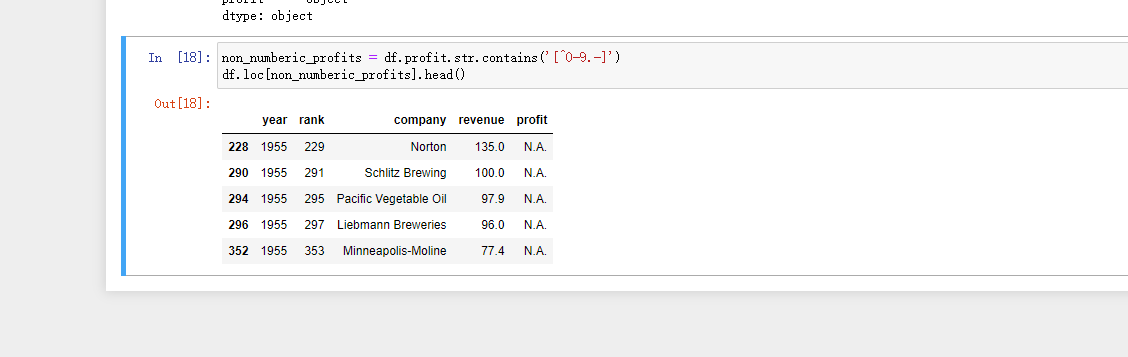 dtype: object
In [18]: non_numberic_profits = df.profit.str.contains('[^0-9.-]')
df.loc[non_numberic_profits].head()
Out[18]:
year rank company revenue profit
228 1955 229 Norton 135.0 N.A.
290 1955 291 Schlitz Brewing 100.0 N.A.
294 1955 295 Pacific Vegetable Oil 97.9 N.A.
296 1955 297 Liebmann Breweries 96.0 N.A.
352 1955 353 Minneapolis-Moline 77.4 N.A.